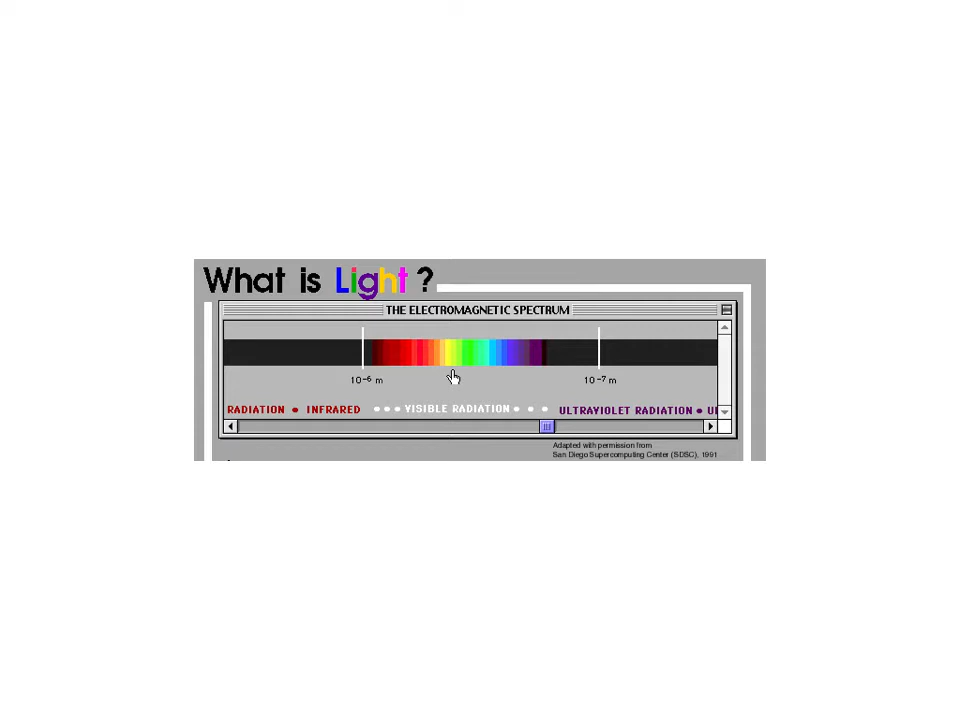 What is Light ?
THE ELECTROMAGNETIC SPECTRUM
10⁻⁶ m
10⁻⁷ m
RADIATION • INFRARED ••• VISIBLE RADIATION • • • ULTRAVIOLET RADIATION •
Adapted with permission from
San Diego Supercomputing Center (SDSC), 1991